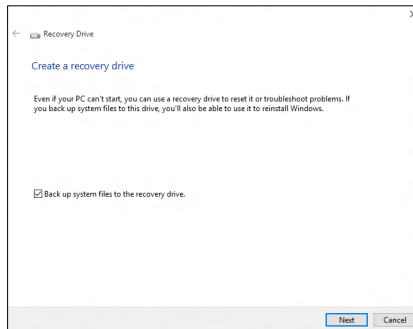 Recovery Drive
Create a recovery drive
Even if your PC can't start, you can use a recovery drive to reset it or troubleshoot problems. If
you back up system files to this drive, you'll also be able to use it to reinstall Windows.
Back up system files to the recovery drive.
Next Cancel